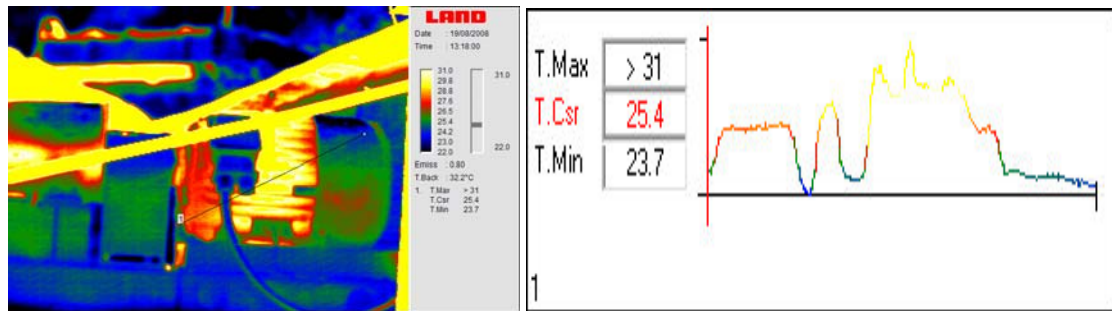 LAND
Date : 19/08/2008
Time : 13:18:00
31.0
29.8
28.8
27.6
26.5
25.4
24.2
23.0
22.0
31.0
22.0
Emiss : 0.80
T.Back : 32.2°C
1. T.Max > 31
T.Csr 25.4
T.Min 23.7
1
T.Max > 31
T.Csr 25.4
T.Min 23.7
1